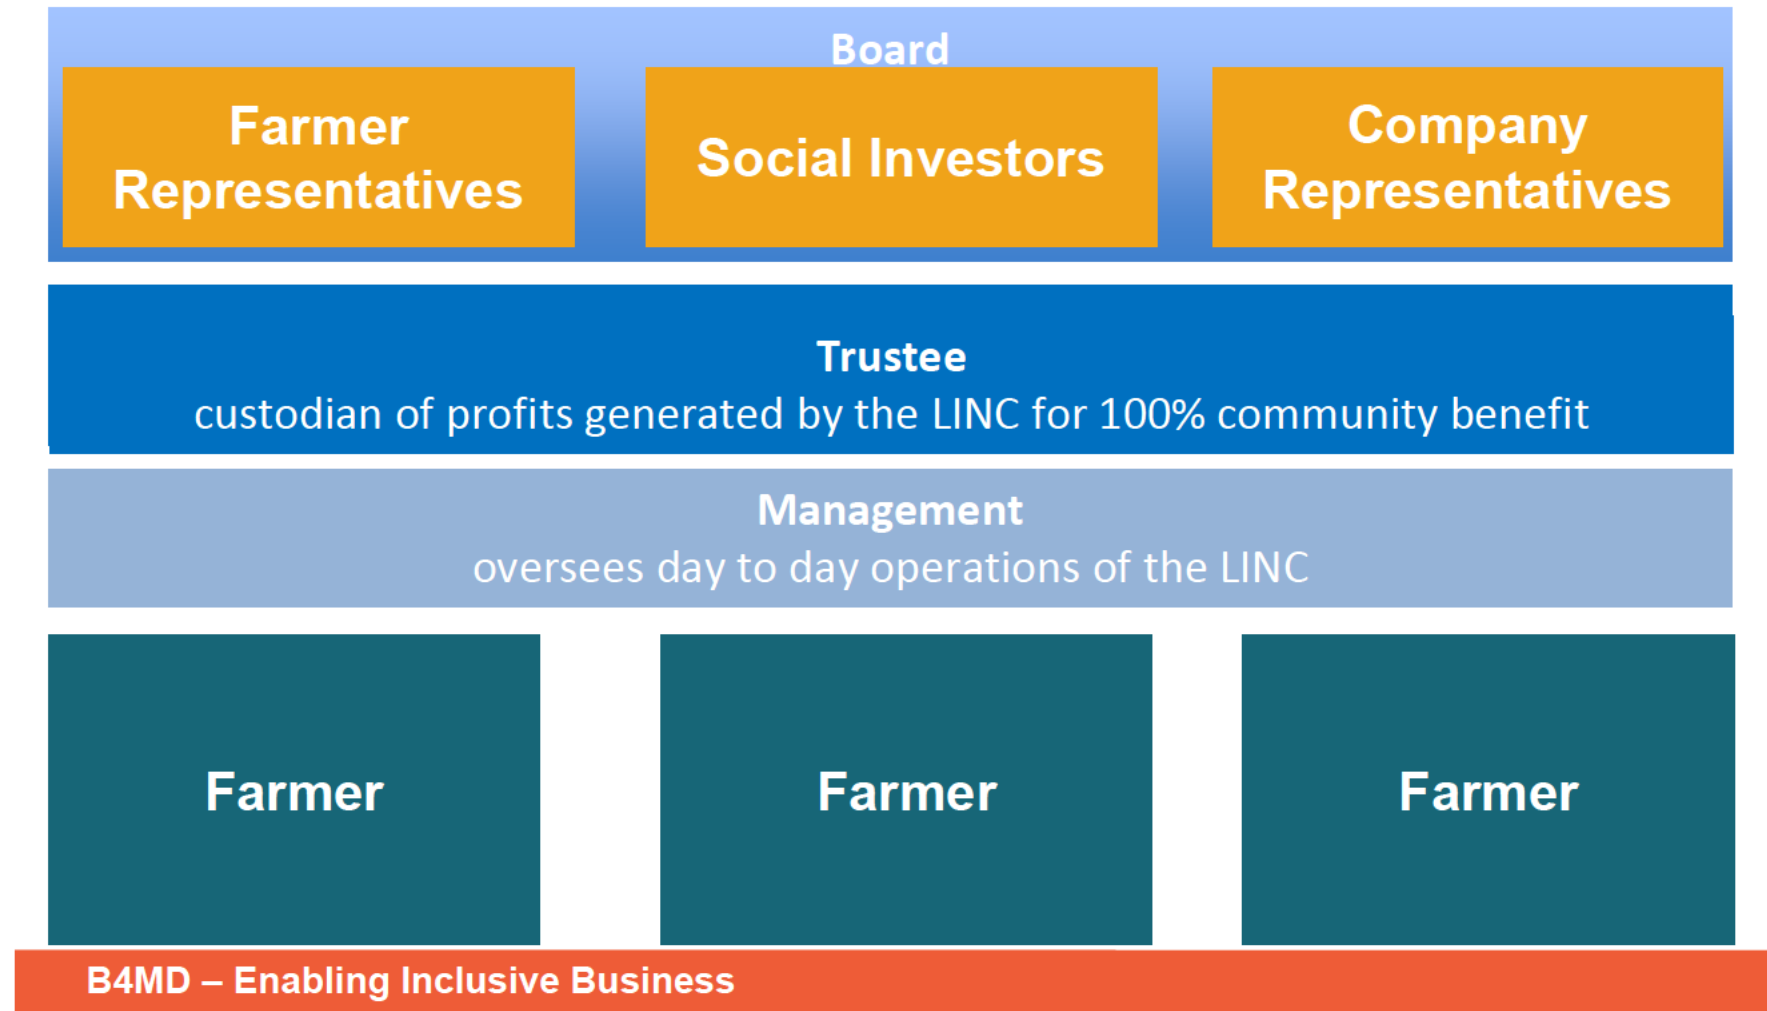 Board
Farmer
Representatives
Social Investors
Company
Representatives
Trustee
custodian of profits generated by the LINC for 100% community benefit
Management
oversees day to day operations of the LINC
Farmer
Farmer
Farmer
B4MD – Enabling Inclusive Business